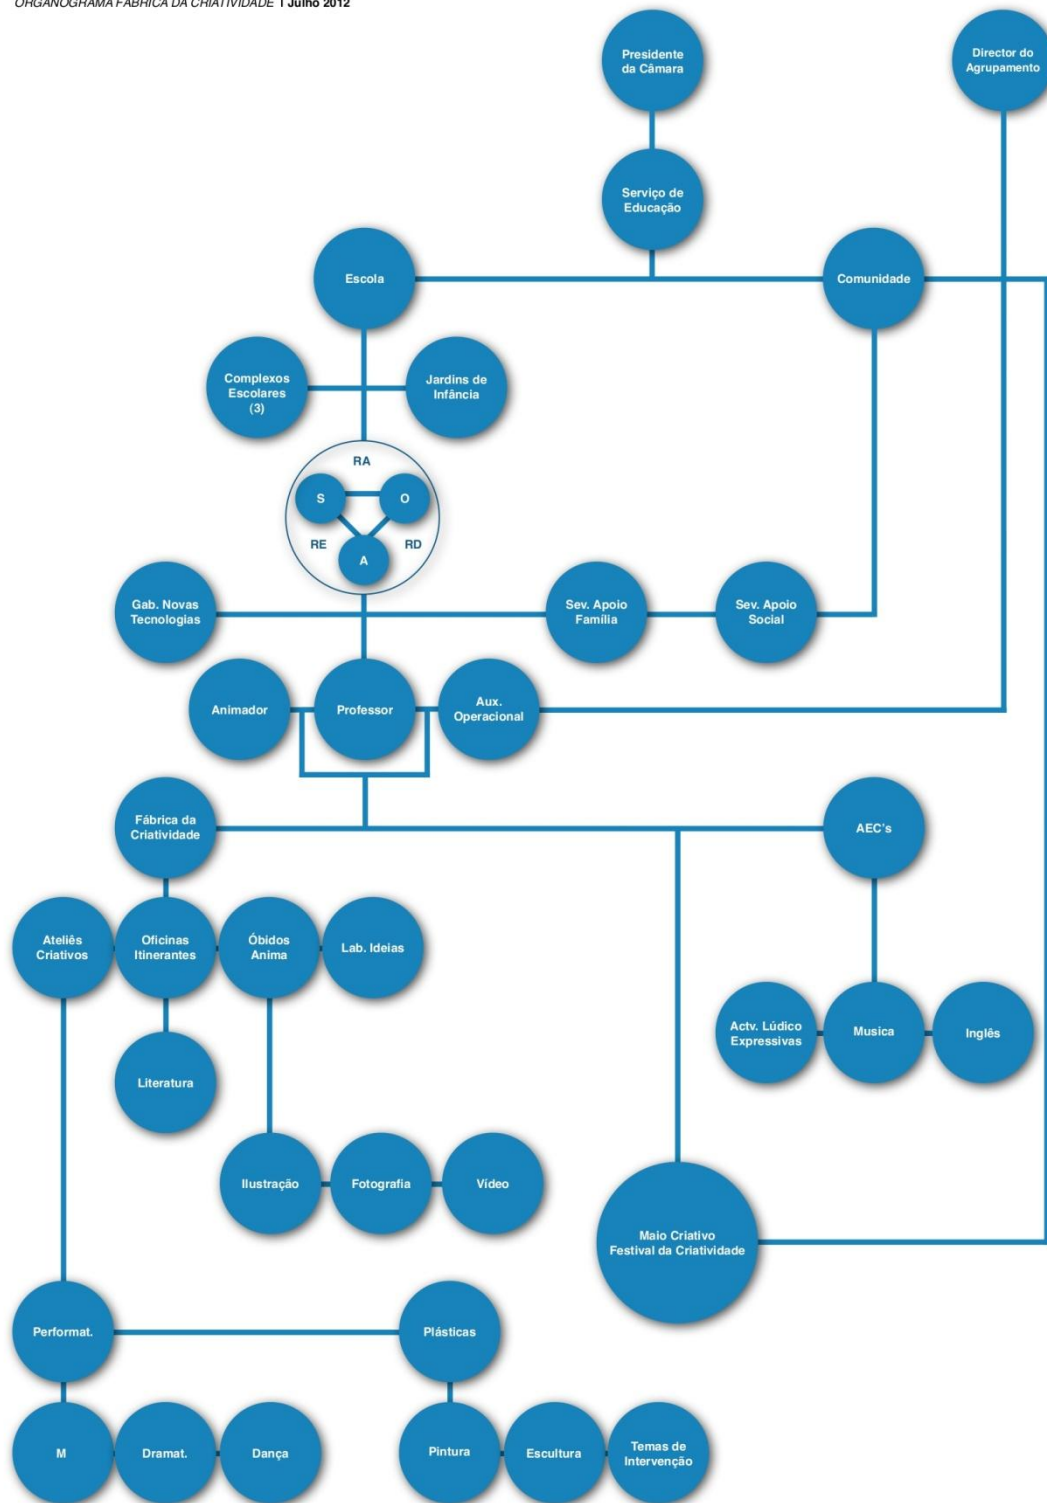 ORGANOGRAMA FÁBRICA DA CRIATIVIDADE I Julho 2012
Presidente
da Câmara
Director do
Agrupamento
Serviço de
Educação
Escola
Comunidade
Complexos
Escolares
(3)
Jardins de
Infância
RA
S
O
RE
RD
A
Gab. Novas
Tecnologias
Sev. Apoio
Família
Sev. Apoio
Social
Animador
Professor
Aux.
Operacional
Fábrica da
Criatividade
AEC's
Ateliês
Criativos
Oficinas
Itinerantes
Óbidos
Anima
Lab. Ideias
Actv. Lúdico
Expressivas
Musica
Inglês
Literatura
Ilustração
Fotografia
Vídeo
Maio Criativo
Festival da Criatividade
Performat.
Plásticas
M
Dramat.
Dança
Pintura
Escultura
Temas de
Intervenção